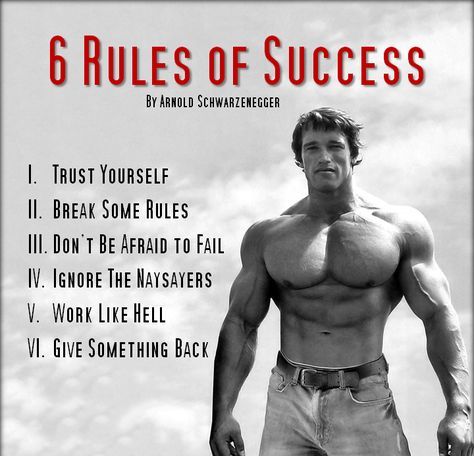 6 Rules of Success
By Arnold Schwarzenegger
I. Trust Yourself
II. Break Some Rules
III. Don't Be Afraid to Fail
IV. Ignore The Naysayers
V. Work Like Hell
VI. Give Something Back